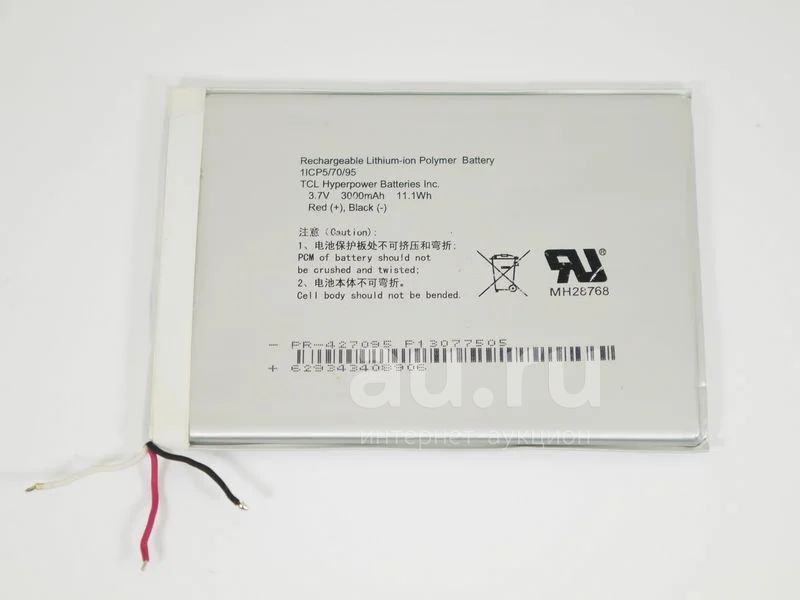 Rechargeable Lithium-ion Polymer Battery
1ICP5/70/95
TCL Hyperpower Batteries Inc.
3.7V 3000mAh 11.1Wh
Red (+), Black (-)
注意 (Caution):
1、电池保护板处不可挤压和弯折;
PCM of battery should not
be crushed and twisted;
2、电池本体不可弯折。
Cell body should not be bended.
MH28768
- PR-427095 P13077505
+ 629343408906
au.ru
интернет-аукцион